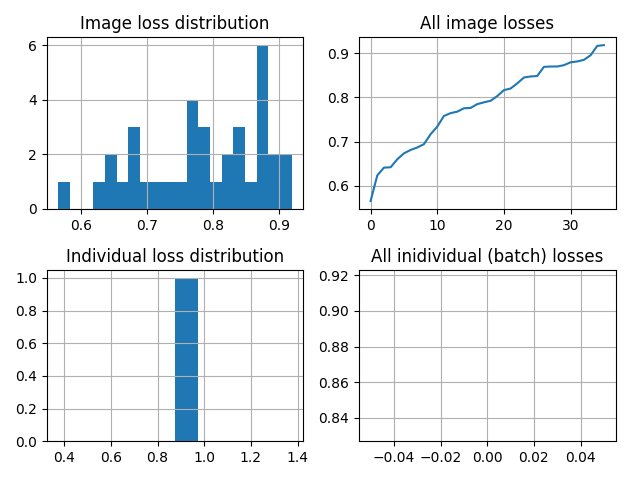 Image loss distribution
6
4
2
0
0.6 0.7 0.8 0.9
All image losses
0.9
0.8
0.7
0.6
0 10 20 30
Individual loss distribution
1.0
0.8
0.6
0.4
0.2
0.0
0.4 0.6 0.8 1.0 1.2 1.4
All inidividual (batch) losses
0.92
0.90
0.88
0.86
0.84
−0.04 −0.02 0.00 0.02 0.04